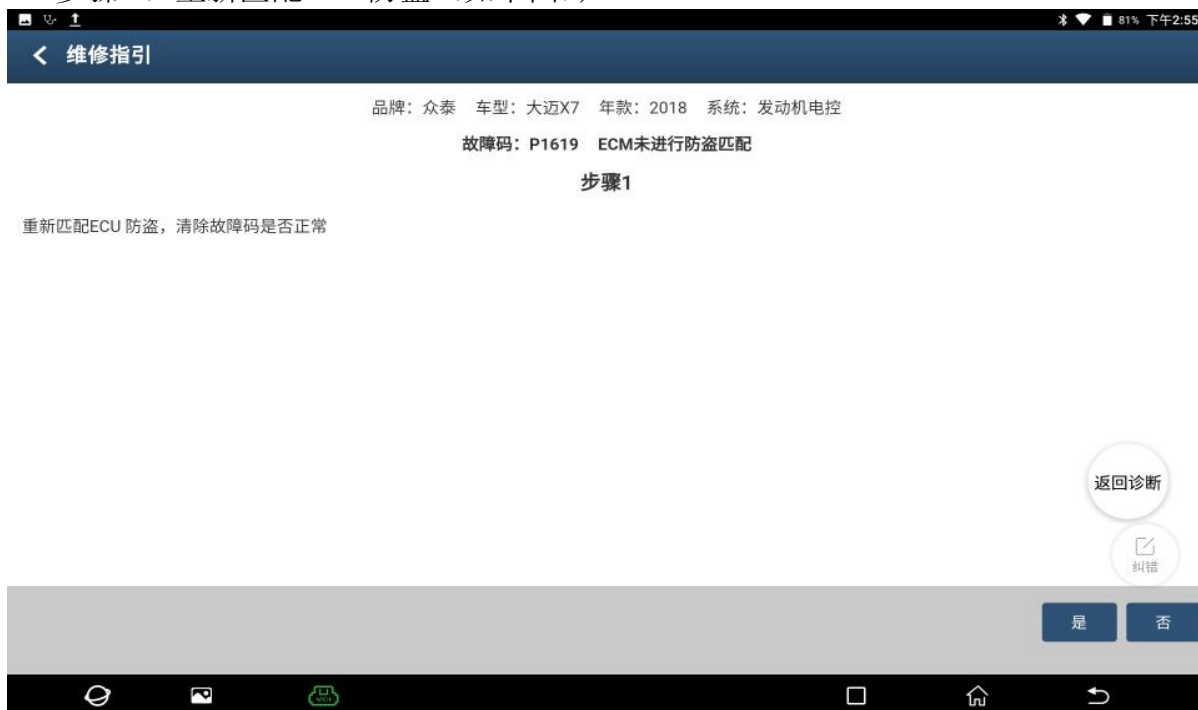 81% 下午2:55
维修指引
品牌：众泰 车型：大迈X7 年款：2018 系统：发动机电控
故障码：P1619 ECM未进行防盗匹配
步骤1
重新匹配ECU 防盗，清除故障码是否正常
返回诊断
纠错
是 否
VCI